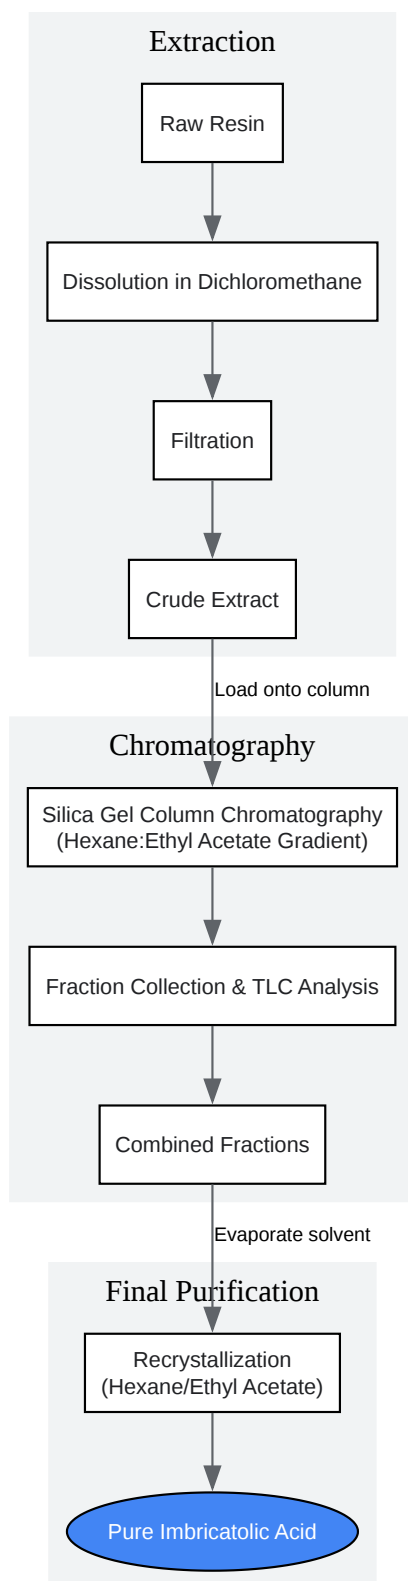 Extraction
Raw Resin
Dissolution in Dichloromethane
Filtration
Crude Extract
Load onto column
Chromatography
Silica Gel Column Chromatography
(Hexane:Ethyl Acetate Gradient)
Fraction Collection & TLC Analysis
Combined Fractions
Evaporate solvent
Final Purification
Recrystallization
(Hexane/Ethyl Acetate)
Pure Imbricatolic Acid